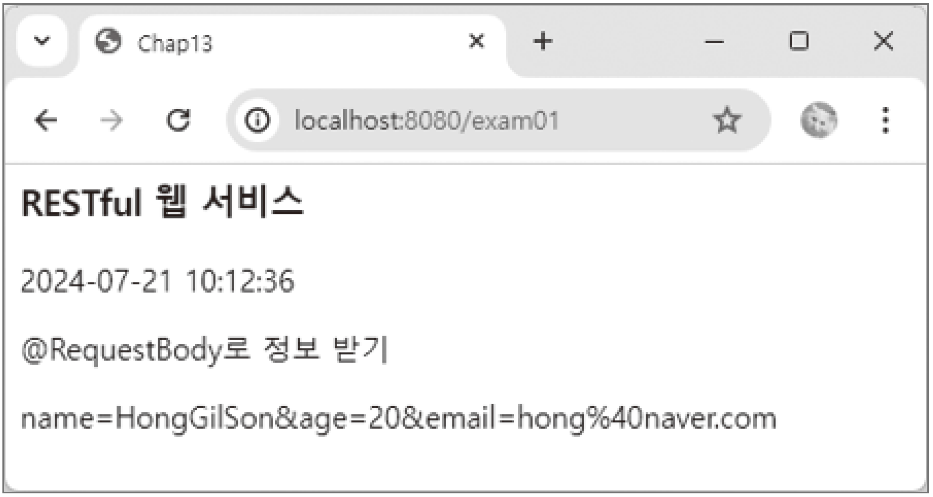 Chap13
localhost:8080/exam01
RESTful 웹 서비스
2024-07-21 10:12:36
@RequestBody로 정보 받기
name=HongGilSon&age=20&email=hong%40naver.com